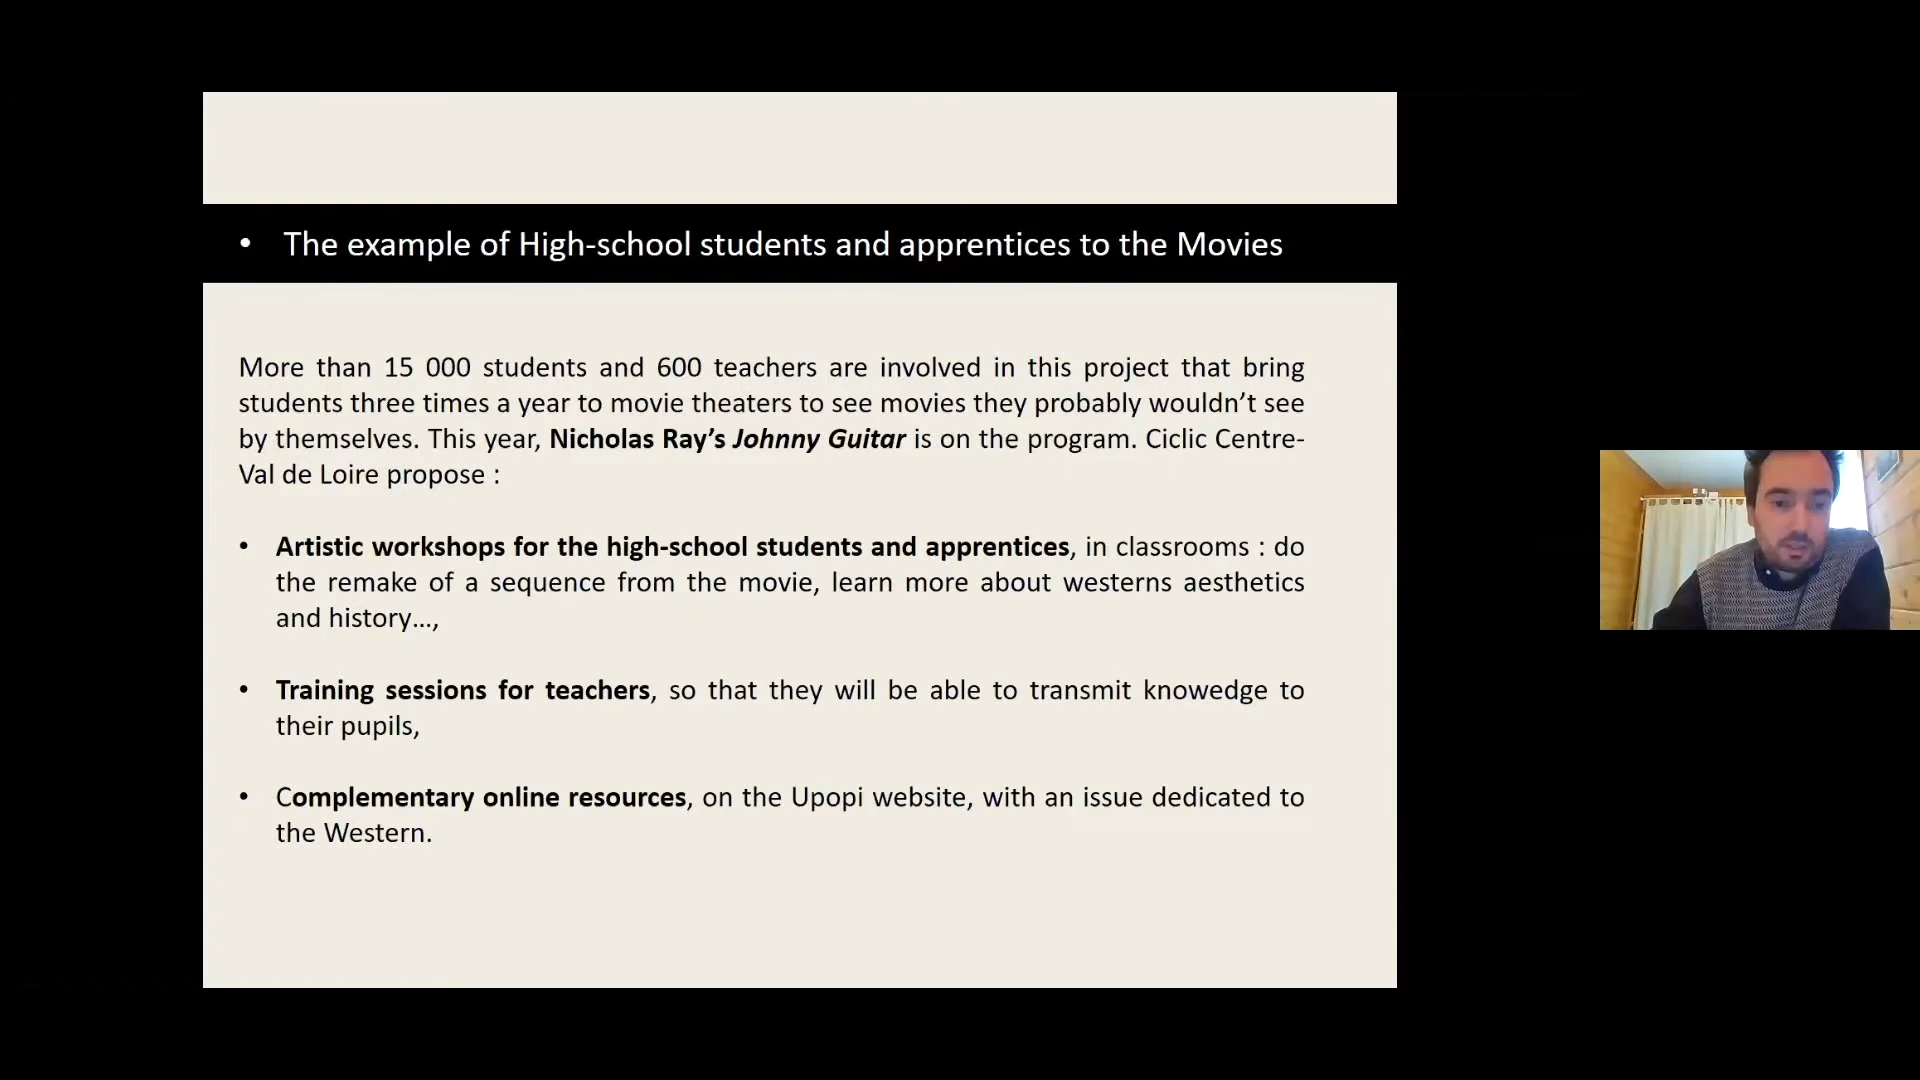 • The example of High-school students and apprentices to the Movies
More than 15 000 students and 600 teachers are involved in this project that bring
students three times a year to movie theaters to see movies they probably wouldn’t see
by themselves. This year, Nicholas Ray’s Johnny Guitar is on the program. Ciclic Centre-
Val de Loire propose :
• Artistic workshops for the high-school students and apprentices, in classrooms : do
the remake of a sequence from the movie, learn more about westerns aesthetics
and history…,
• Training sessions for teachers, so that they will be able to transmit knowedge to
their pupils,
• Complementary online resources, on the Upopi website, with an issue dedicated to
the Western.